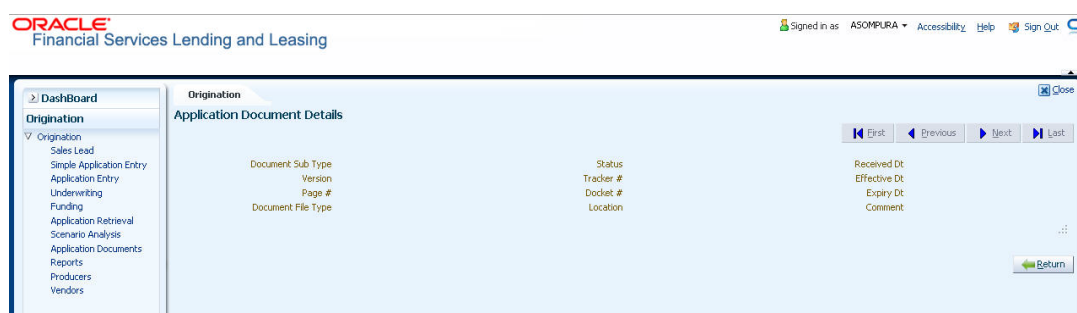 ORACLE
Financial Services Lending and Leasing
Signed in as ASOMPURA Accessibility Help Sign Out
DashBoard
Origination
Origination
Sales Lead
Simple Application Entry
Application Entry
Underwriting
Funding
Application Retrieval
Scenario Analysis
Application Documents
Reports
Producers
Vendors
Origination
Close
Application Document Details
First Previous Next Last
Document Sub Type Status Received Dt
Version Tracker # Effective Dt
Page # Docket # Expiry Dt
Document File Type Location Comment
Return